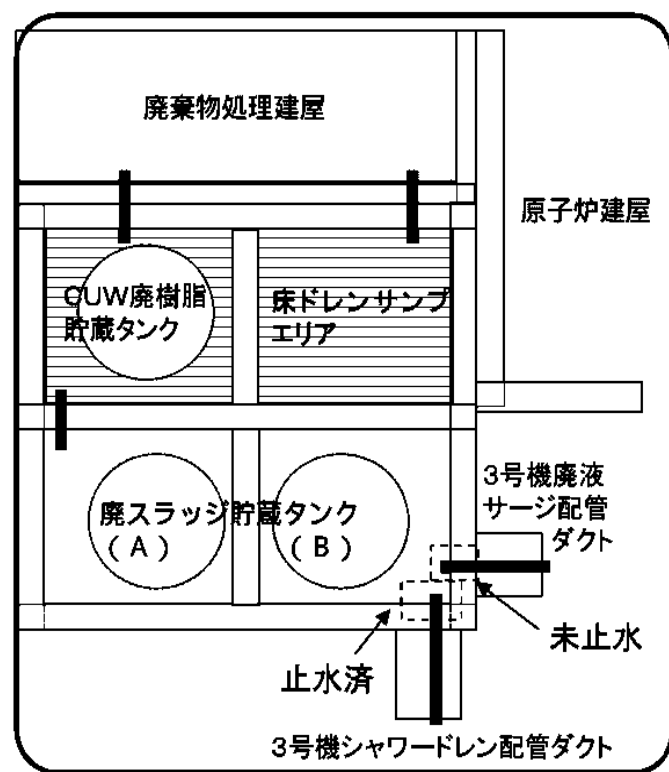 廃棄物処理建屋
原子炉建屋
CUW廃樹脂
貯蔵タンク
床ドレンサンプ
エリア
3号機廃液
サージ配管
ダクト
廃スラッジ貯蔵タンク
(A) (B)
未止水
止水済
3号機シャワードレン配管ダクト